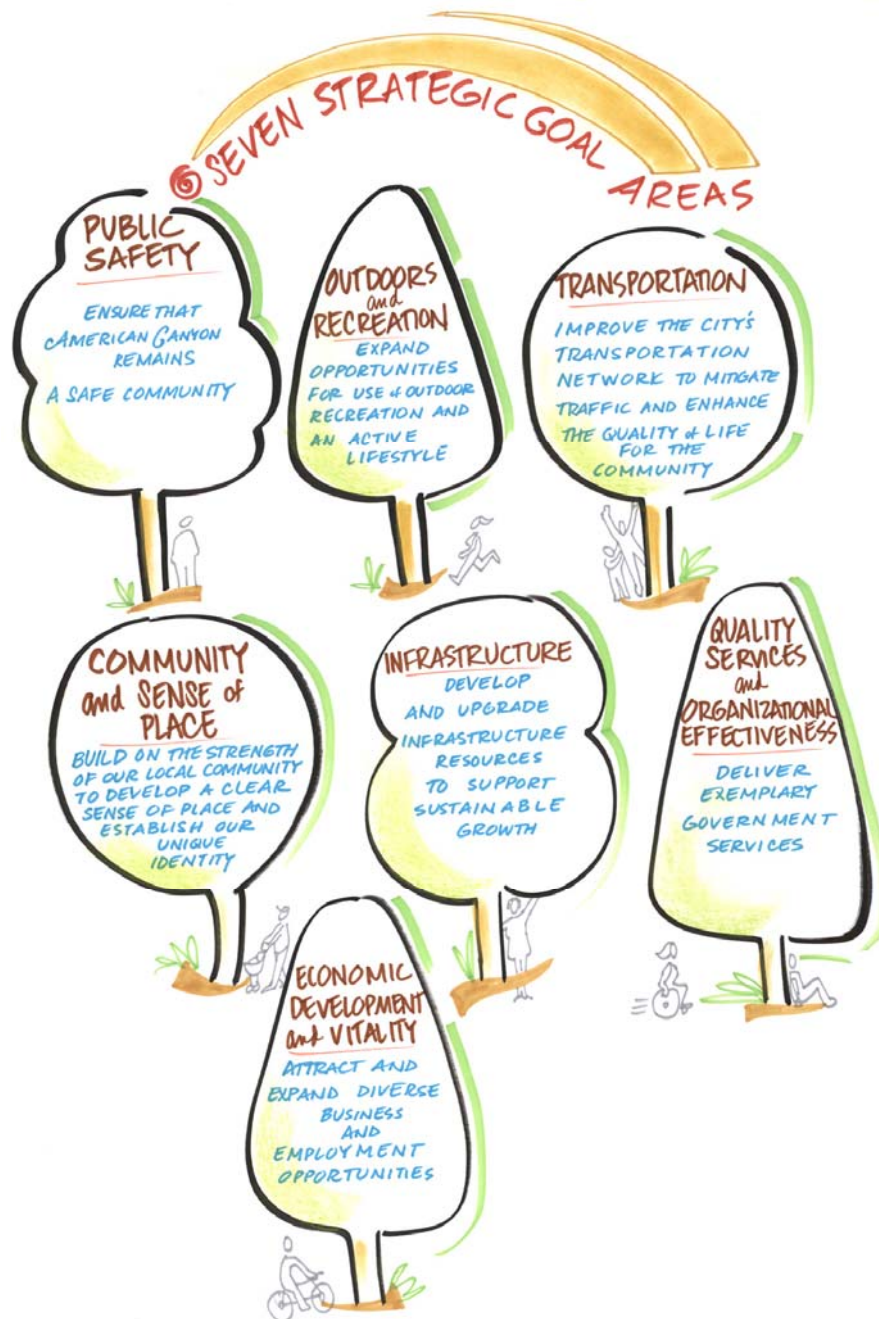 SEVEN STRATEGIC GOAL AREAS
PUBLIC
SAFETY
ENSURE THAT
AMERICAN CANYON
REMAINS
A SAFE COMMUNITY
OUTDOORS
and
RECREATION
EXPAND
OPPORTUNITIES
FOR USE of OUTDOOR
RECREATION AND
AN ACTIVE
LIFESTYLE
TRANSPORTATION
IMPROVE THE CITY'S
TRANSPORTATION
NETWORK TO MITIGATE
TRAFFIC AND ENHANCE
THE QUALITY of LIFE
FOR THE
COMMUNITY
COMMUNITY
and SENSE of
PLACE
BUILD ON THE STRENGTH
OF OUR LOCAL COMMUNITY
TO DEVELOP A CLEAR
SENSE OF PLACE AND
ESTABLISH OUR
UNIQUE
IDENTITY
INFRASTRUCTURE
DEVELOP
AND UPGRADE
INFRASTRUCTURE
RESOURCES
TO SUPPORT
SUSTAINABLE
GROWTH
QUALITY
SERVICES
and
ORGANIZATIONAL
EFFECTIVENESS
DELIVER
EXEMPLARY
GOVERNMENT
SERVICES
ECONOMIC
DEVELOPMENT
and VITALITY
ATTRACT AND
EXPAND DIVERSE
BUSINESS
AND
EMPLOYMENT
OPPORTUNITIES